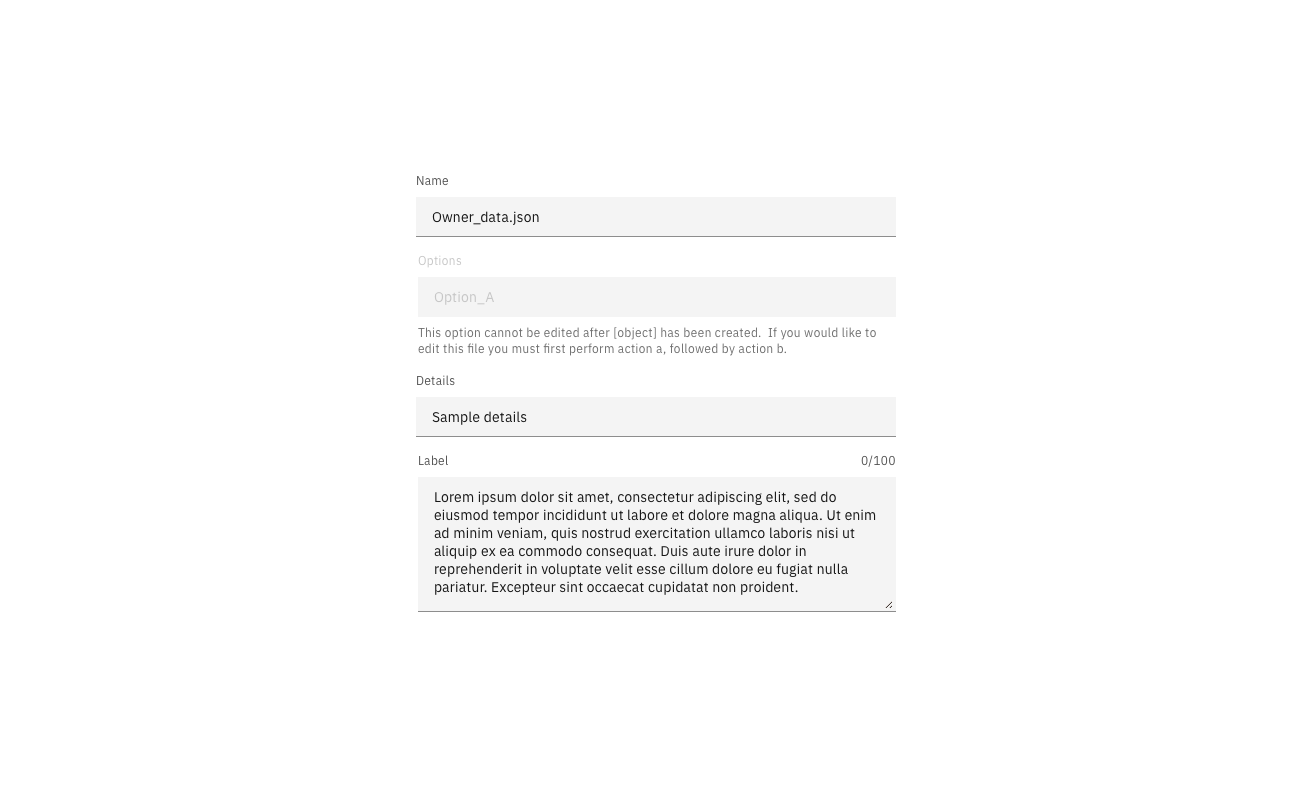 Name
Owner_data.json
Options
Option_A
This option cannot be edited after [object] has been created.  If you would like to
edit this file you must first perform action a, followed by action b.
Details
Sample details
Label 0/100
Lorem ipsum dolor sit amet, consectetur adipiscing elit, sed do
eiusmod tempor incididunt ut labore et dolore magna aliqua. Ut enim
ad minim veniam, quis nostrud exercitation ullamco laboris nisi ut
aliquip ex ea commodo consequat. Duis aute irure dolor in
reprehenderit in voluptate velit esse cillum dolore eu fugiat nulla
pariatur. Excepteur sint occaecat cupidatat non proident.